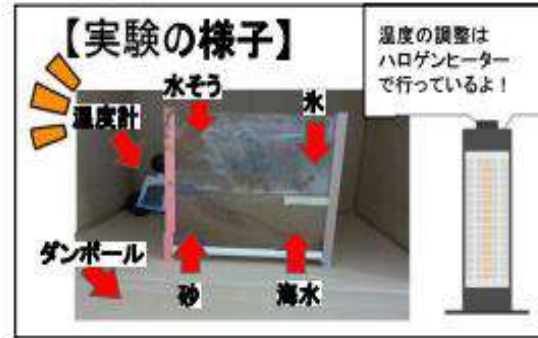 【実験の様子】
温度の調整は
ハロゲンヒーター
で行っているよ！
水そう
氷
温度計
ダンボール
砂
海水